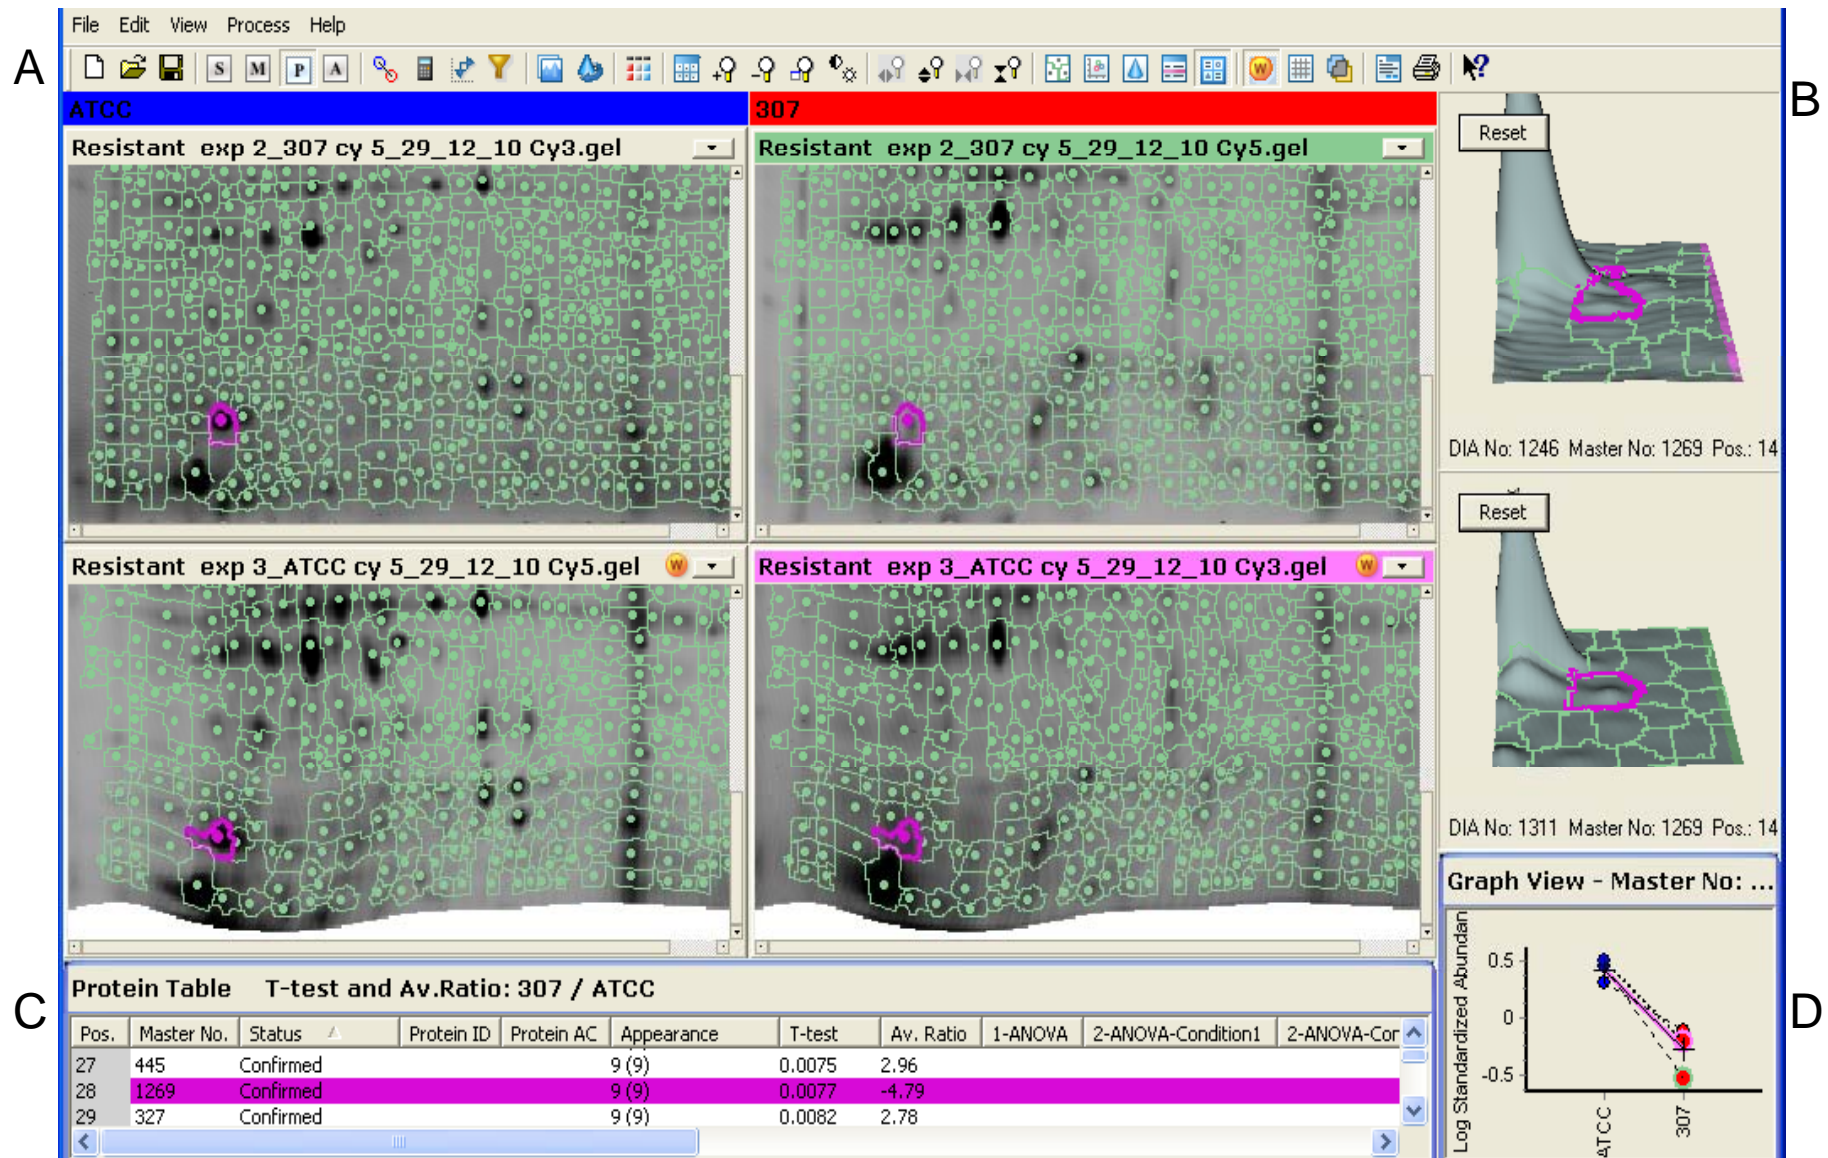 File Edit View Process Help
A
S M P A
W
B
ATCC
307
Resistant exp 2_307 cy 5_29_12_10 Cy3.gel
Resistant exp 2_307 cy 5_29_12_10 Cy5.gel
Reset
DIA No: 1246 Master No: 1269 Pos.: 14
Reset
Resistant exp 3_ATCC cy 5_29_12_10 Cy5.gel W
Resistant exp 3_ATCC cy 5_29_12_10 Cy3.gel W
DIA No: 1311 Master No: 1269 Pos.: 14
Graph View - Master No: ...
Log Standardized Abundan
0.5
0
-0.5
ATCC
307
C
D
Protein Table T-test and Av.Ratio: 307 / ATCC
Pos. Master No. Status Protein ID Protein AC Appearance T-test Av. Ratio 1-ANOVA 2-ANOVA-Condition1 2-ANOVA-Cor
27 445 Confirmed 9 (9) 0.0075 2.96
28 1269 Confirmed 9 (9) 0.0077 -4.79
29 327 Confirmed 9 (9) 0.0082 2.78